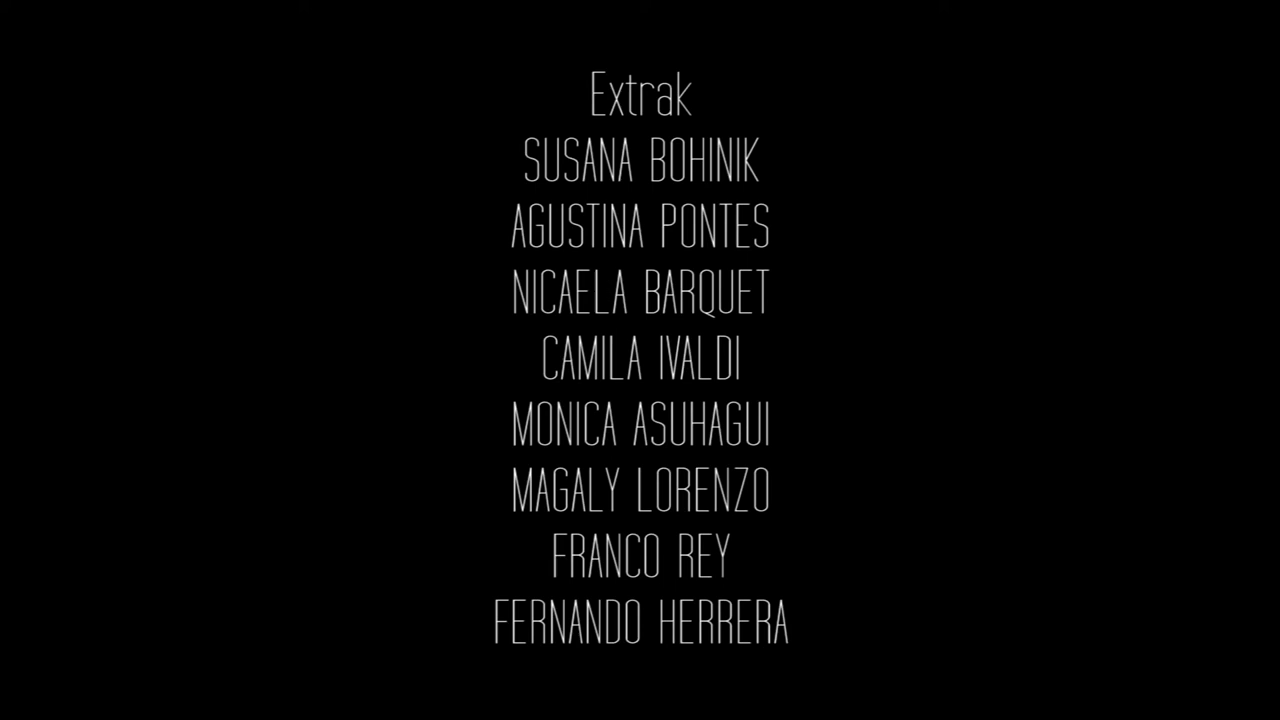 Extrak
SUSANA BOHINIK
AGUSTINA PONTES
NICAELA BARQUET
CAMILA IVALDI
MONICA ASUHAGUI
MAGALY LORENZO
FRANCO REY
FERNANDO HERRERA